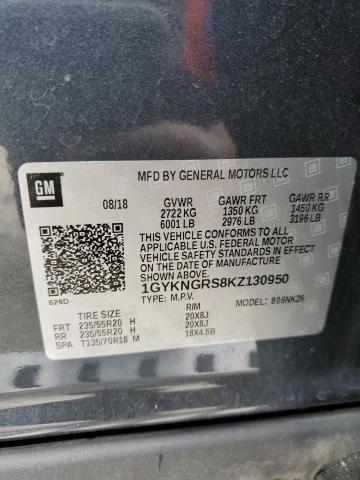 GM
MFD BY GENERAL MOTORS LLC
08/18 GVWR GAWR FRT GAWR RR
2722 KG 1350 KG 1450 KG
6001 LB 2976 LB 3196 LB
THIS VEHICLE CONFORMS TO ALL
APPLICABLE U.S. FEDERAL MOTOR
VEHICLE SAFETY STANDARDS IN
EFFECT ON THE DATE OF
MANUFACTURE SHOWN ABOVE.
626D 1GYKNGRS8KZ130950
TYPE: M.P.V. MODEL: 806NK26
TIRE SIZE RIM
FRT 235/55R20 H 20X8J
RR 235/55R20 H 20X8J
SPA T135/70R18 M 18X4.5B